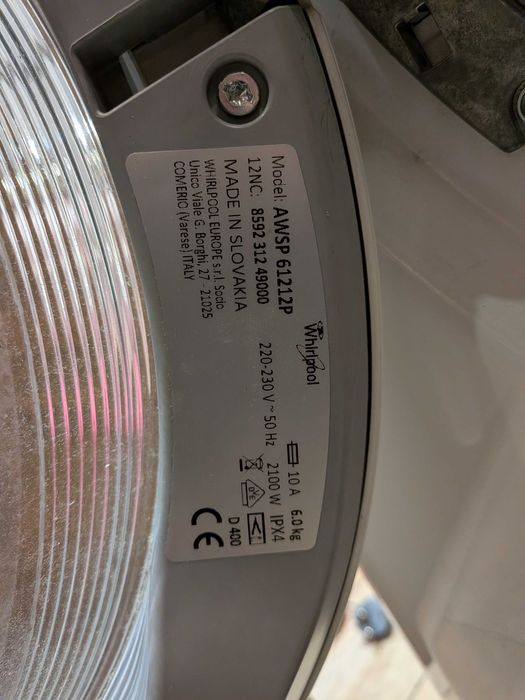 Whirlpool
Model: AWSP 61212P
12NC: 8592 312 49000
MADE IN SLOVAKIA
WHIRLPOOL EUROPE s.r.l. Socio
Unico Viale G. Borghi, 27 - 21025
COMERIO (Varese) ITALY
220-230 V ~ 50 Hz
10 A 6.0 kg
2100 W IPX4
D 400
CE